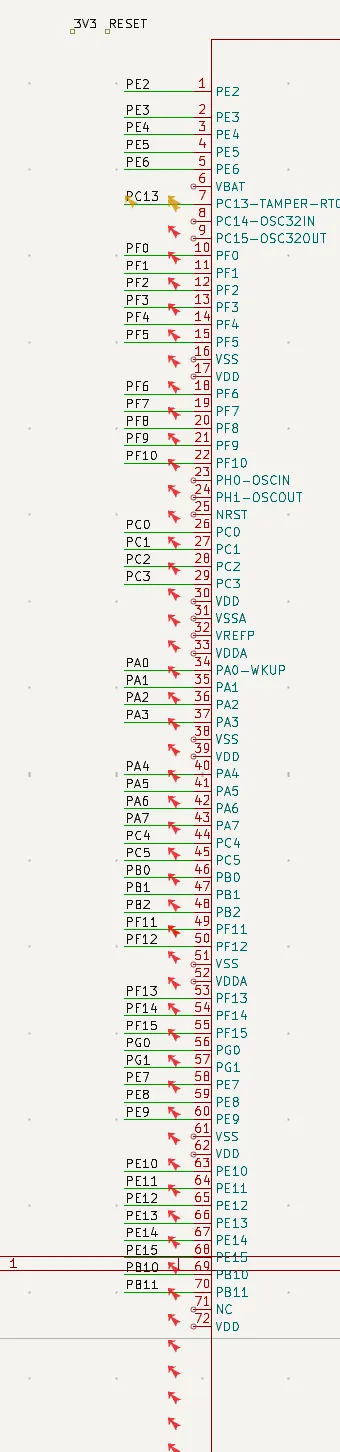 3V3 RESET
PE2 1 PE2
PE3 2 PE3
PE4 3 PE4
PE5 4 PE5
PE6 5 PE6
6 VBAT
PC13 7 PC13-TAMPER-RTC
8 PC14-OSC32IN
9 PC15-OSC32OUT
PF0 10 PF0
PF1 11 PF1
PF2 12 PF2
PF3 13 PF3
PF4 14 PF4
PF5 15 PF5
16 VSS
17 VDD
PF6 18 PF6
PF7 19 PF7
PF8 20 PF8
PF9 21 PF9
PF10 22 PF10
23 PH0-OSCIN
24 PH1-OSCOUT
25 NRST
PC0 26 PC0
PC1 27 PC1
PC2 28 PC2
PC3 29 PC3
30 VDD
31 VSSA
32 VREFP
33 VDDA
PA0 34 PA0-WKUP
PA1 35 PA1
PA2 36 PA2
PA3 37 PA3
38 VSS
39 VDD
PA4 40 PA4
PA5 41 PA5
PA6 42 PA6
PA7 43 PA7
PC4 44 PC4
PC5 45 PC5
PB0 46 PB0
PB1 47 PB1
PB2 48 PB2
PF11 49 PF11
PF12 50 PF12
51 VSS
52 VDDA
PF13 53 PF13
PF14 54 PF14
PF15 55 PF15
PG0 56 PG0
PG1 57 PG1
PE7 58 PE7
PE8 59 PE8
PE9 60 PE9
61 VSS
62 VDD
PE10 63 PE10
PE11 64 PE11
PE12 65 PE12
PE13 66 PE13
PE14 67 PE14
PE15 68 PE15
1 PB10 69 PB10
PB11 70 PB11
71 NC
72 VDD